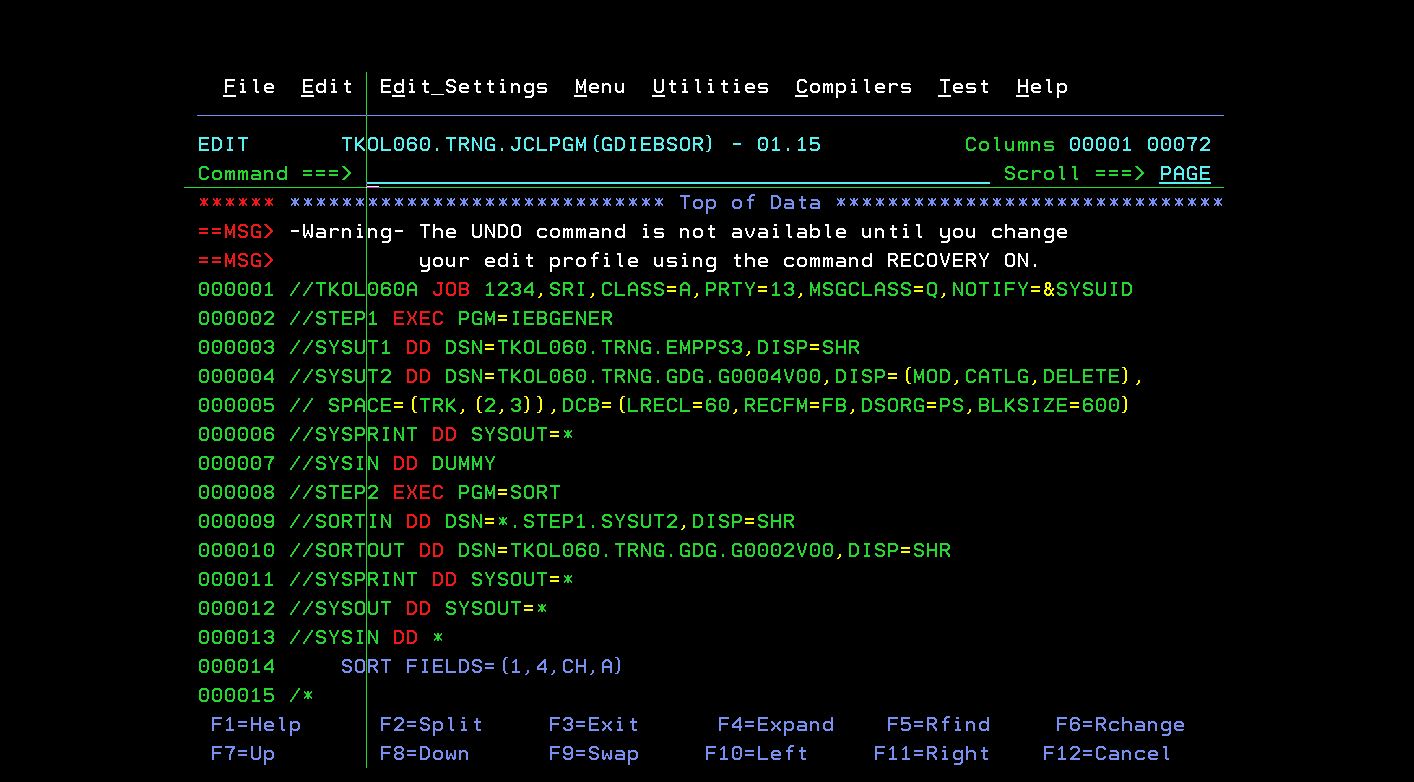 File  Edit  Edit_Settings  Menu  Utilities  Compilers  Test  Help
EDIT       TKOL060.TRNG.JCLPGM(GDIEBSOR) - 01.15           Columns 00001 00072
Command ===>                                                  Scroll ===> PAGE
****** ***************************** Top of Data ******************************
==MSG> -Warning- The UNDO command is not available until you change
==MSG>           your edit profile using the command RECOVERY ON.
000001 //TKOL060A JOB 1234,SRI,CLASS=A,PRTY=13,MSGCLASS=Q,NOTIFY=&SYSUID
000002 //STEP1 EXEC PGM=IEBGENER
000003 //SYSUT1 DD DSN=TKOL060.TRNG.EMPPS3,DISP=SHR
000004 //SYSUT2 DD DSN=TKOL060.TRNG.GDG.G0004V00,DISP=(MOD,CATLG,DELETE),
000005 // SPACE=(TRK,(2,3)),DCB=(LRECL=60,RECFM=FB,DSORG=PS,BLKSIZE=600)
000006 //SYSPRINT DD SYSOUT=*
000007 //SYSIN DD DUMMY
000008 //STEP2 EXEC PGM=SORT
000009 //SORTIN DD DSN=*.STEP1.SYSUT2,DISP=SHR
000010 //SORTOUT DD DSN=TKOL060.TRNG.GDG.G0002V00,DISP=SHR
000011 //SYSPRINT DD SYSOUT=*
000012 //SYSOUT DD SYSOUT=*
000013 //SYSIN DD *
000014     SORT FIELDS=(1,4,CH,A)
000015 /*
F1=Help      F2=Split     F3=Exit      F4=Expand    F5=Rfind     F6=Rchange
F7=Up        F8=Down      F9=Swap     F10=Left     F11=Right    F12=Cancel